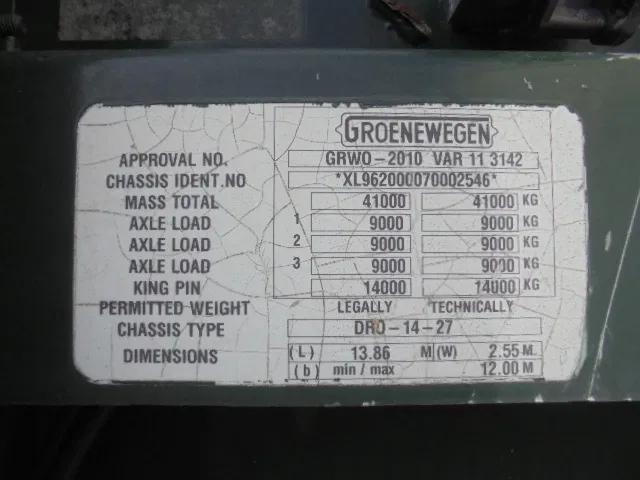 GROENEWEGEN
APPROVAL NO. GRWO-2010 VAR 11 3142
CHASSIS IDENT.NO *XL962000070002546*
MASS TOTAL 41000 41000 KG
AXLE LOAD 1 9000 9000 KG
AXLE LOAD 2 9000 9000 KG
AXLE LOAD 3 9000 9000 KG
KING PIN 14000 14000 KG
PERMITTED WEIGHT LEGALLY TECHNICALLY
CHASSIS TYPE DRO-14-27
DIMENSIONS (L) 13.86 M (W) 2.55 M.
(b) min / max 12.00 M